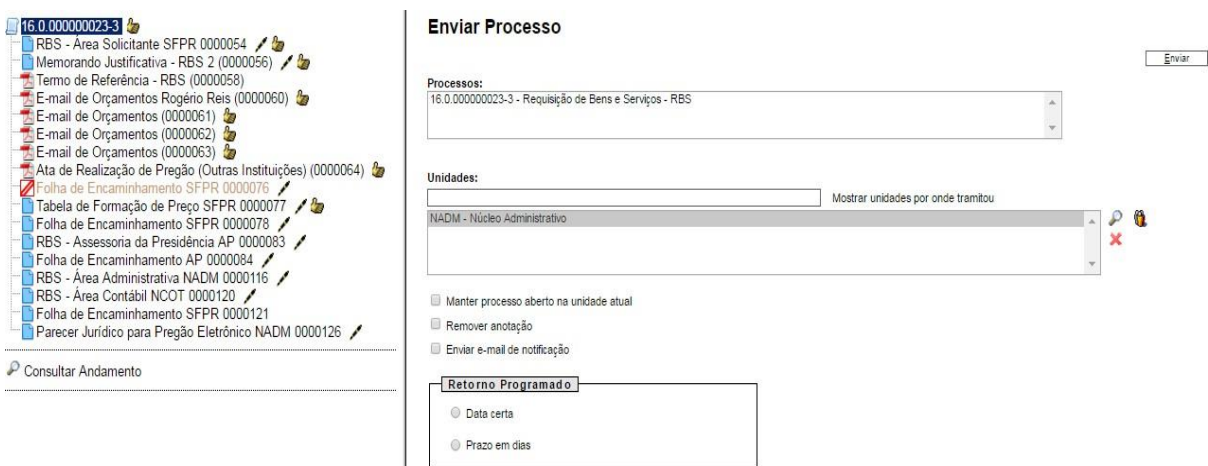 16.0.000000023-3
RBS - Área Solicitante SFPR 0000054
Memorando Justificativa - RBS 2 (0000056)
Termo de Referência - RBS (0000058)
E-mail de Orçamentos Rogério Reis (0000060)
E-mail de Orçamentos (0000061)
E-mail de Orçamentos (0000062)
E-mail de Orçamentos (0000063)
Ata de Realização de Pregão (Outras Instituições) (0000064)
Folha de Encaminhamento SFPR 0000076
Tabela de Formação de Preço SFPR 0000077
Folha de Encaminhamento SFPR 0000078
RBS - Assessoria da Presidência AP 0000083
Folha de Encaminhamento AP 0000084
RBS - Área Administrativa NADM 0000116
RBS - Área Contábil NCOT 0000120
Folha de Encaminhamento SFPR 0000121
Parecer Jurídico para Pregão Eletrônico NADM 0000126
Consultar Andamento
Enviar Processo
Enviar
Processos:
16.0.000000023-3 - Requisição de Bens e Serviços - RBS
Unidades:
Mostrar unidades por onde tramitou
NADM - Núcleo Administrativo
Manter processo aberto na unidade atual
Remover anotação
Enviar e-mail de notificação
Retorno Programado
Data certa
Prazo em dias